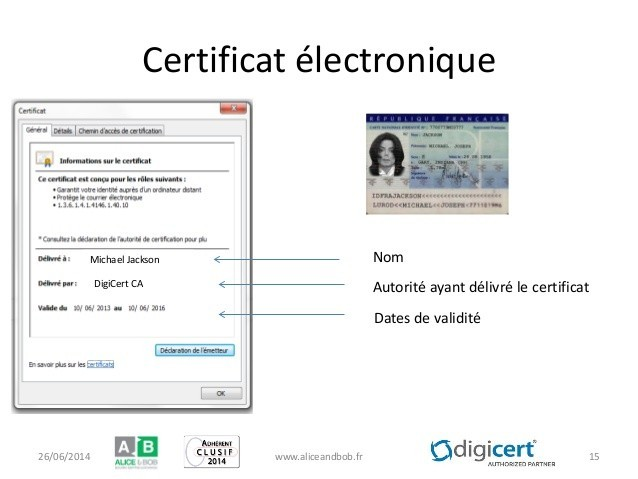 Certificat électronique
Certificat
Général Détails Chemin d'accès de certification
Informations sur le certificat
Ce certificat est conçu pour les rôles suivants :
• Garantit votre identité auprès d'un ordinateur distant
• Protège le courrier électronique
• 1.3.6.1.4.1.4146.1.40.10
* Consultez la déclaration de l'autorité de certification pour plu
Délivré à : Michael Jackson
Délivré par : DigiCert CA
Valide du 10/ 06/ 2013 au 10/ 06/ 2016
Déclaration de l'émetteur
En savoir plus sur les certificats
OK
RÉPUBLIQUE FRANÇAISE
JACKSON
MICHAEL JOSEPH
IDFRAJACKSON<<<<<<<<<<<<<<<
Nom
Autorité ayant délivré le certificat
Dates de validité
26/06/2014
A B
ALICE & BOB
ADHÉRENT
CLUSIF
2014
www.aliceandbob.fr
digicert®
AUTHORIZED PARTNER
15